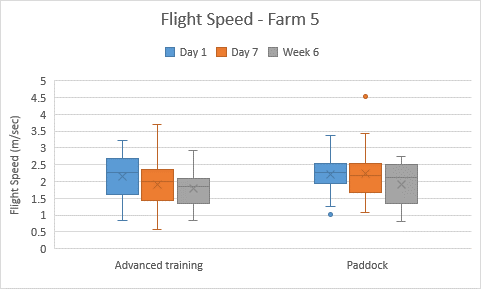 Flight Speed - Farm 5
Day 1 Day 7 Week 6
5
4.5
4
3.5
3
2.5
2
1.5
1
0.5
0
Flight Speed (m/sec)
Advanced training Paddock